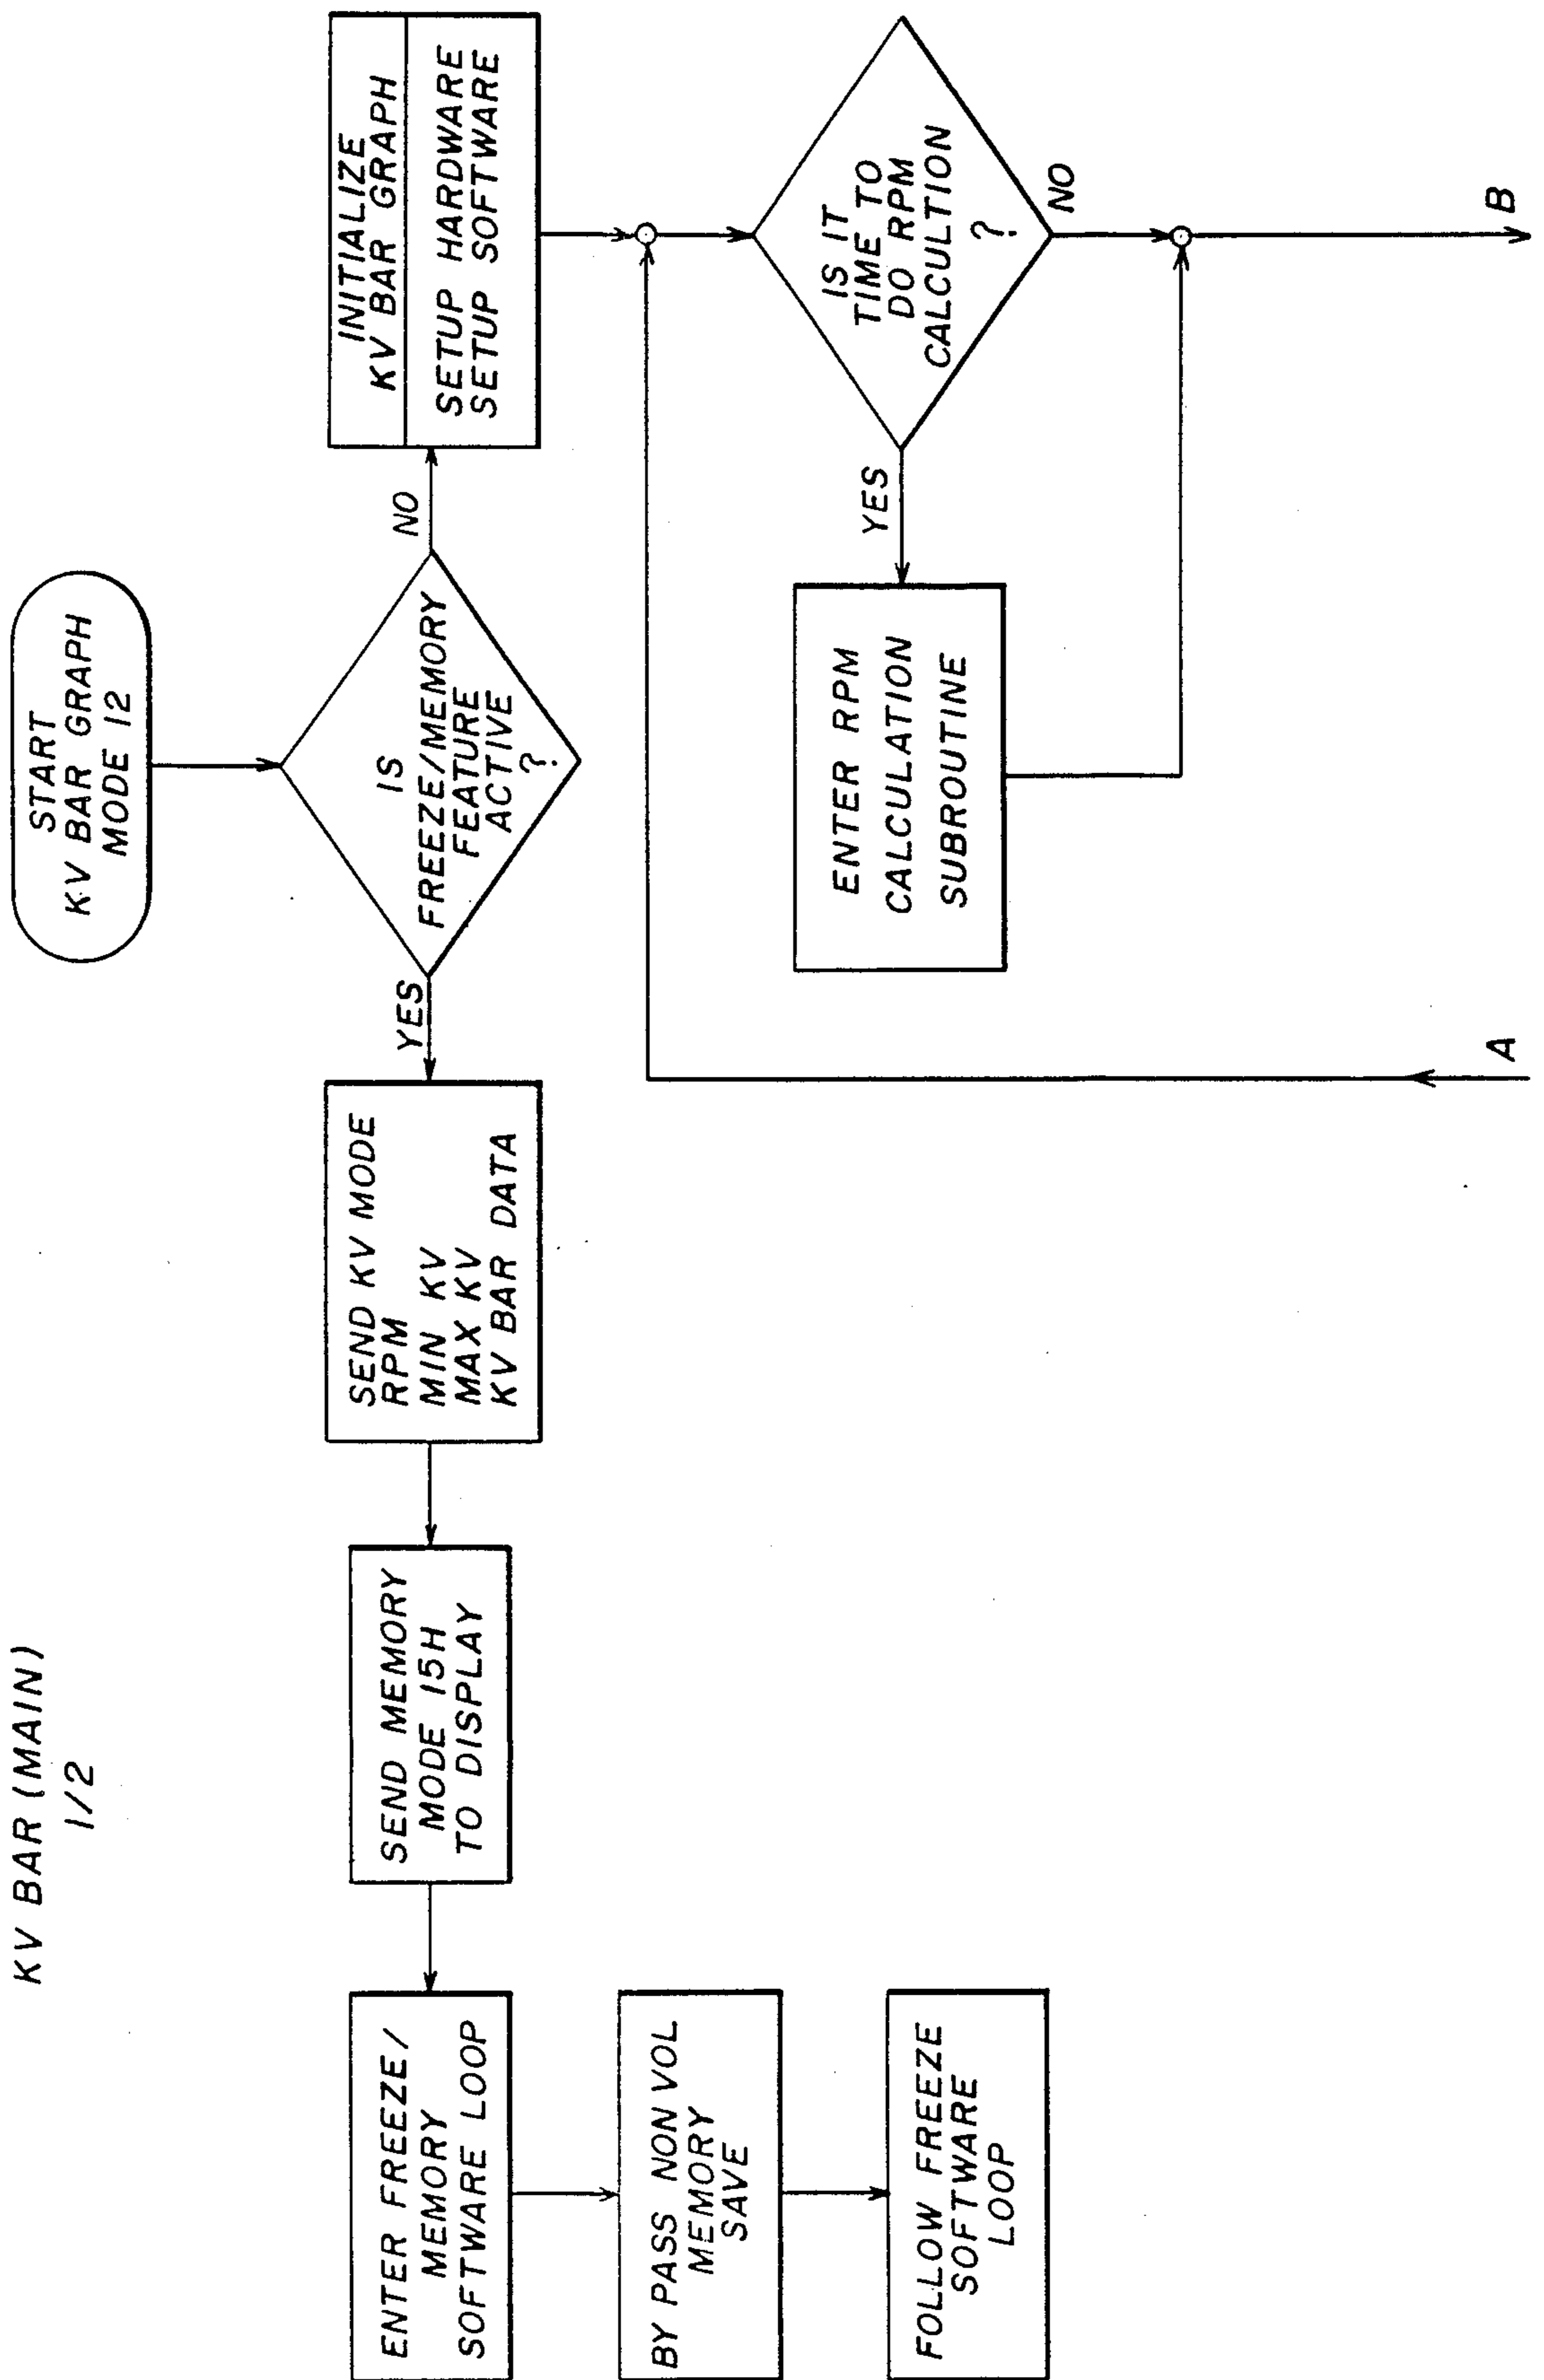 KV BAR (MAIN)
1/2
START
KV BAR GRAPH
MODE 12
IS
FREEZE/MEMORY
FEATURE
ACTIVE
?
YES
NO
SEND KV MODE
RPM
MIN KV
MAX KV
KV BAR DATA
SEND MEMORY
MODE 15H
TO DISPLAY
ENTER FREEZE/
MEMORY
SOFTWARE LOOP
BY PASS NON VOL
MEMORY
SAVE
FOLLOW FREEZE
SOFTWARE
LOOP
INITIALIZE
KV BAR GRAPH
SETUP HARDWARE
SETUP SOFTWARE
IS IT
TIME TO
DO RPM
CALCULTION
?
YES
NO
ENTER RPM
CALCULATION
SUBROUTINE
A
B